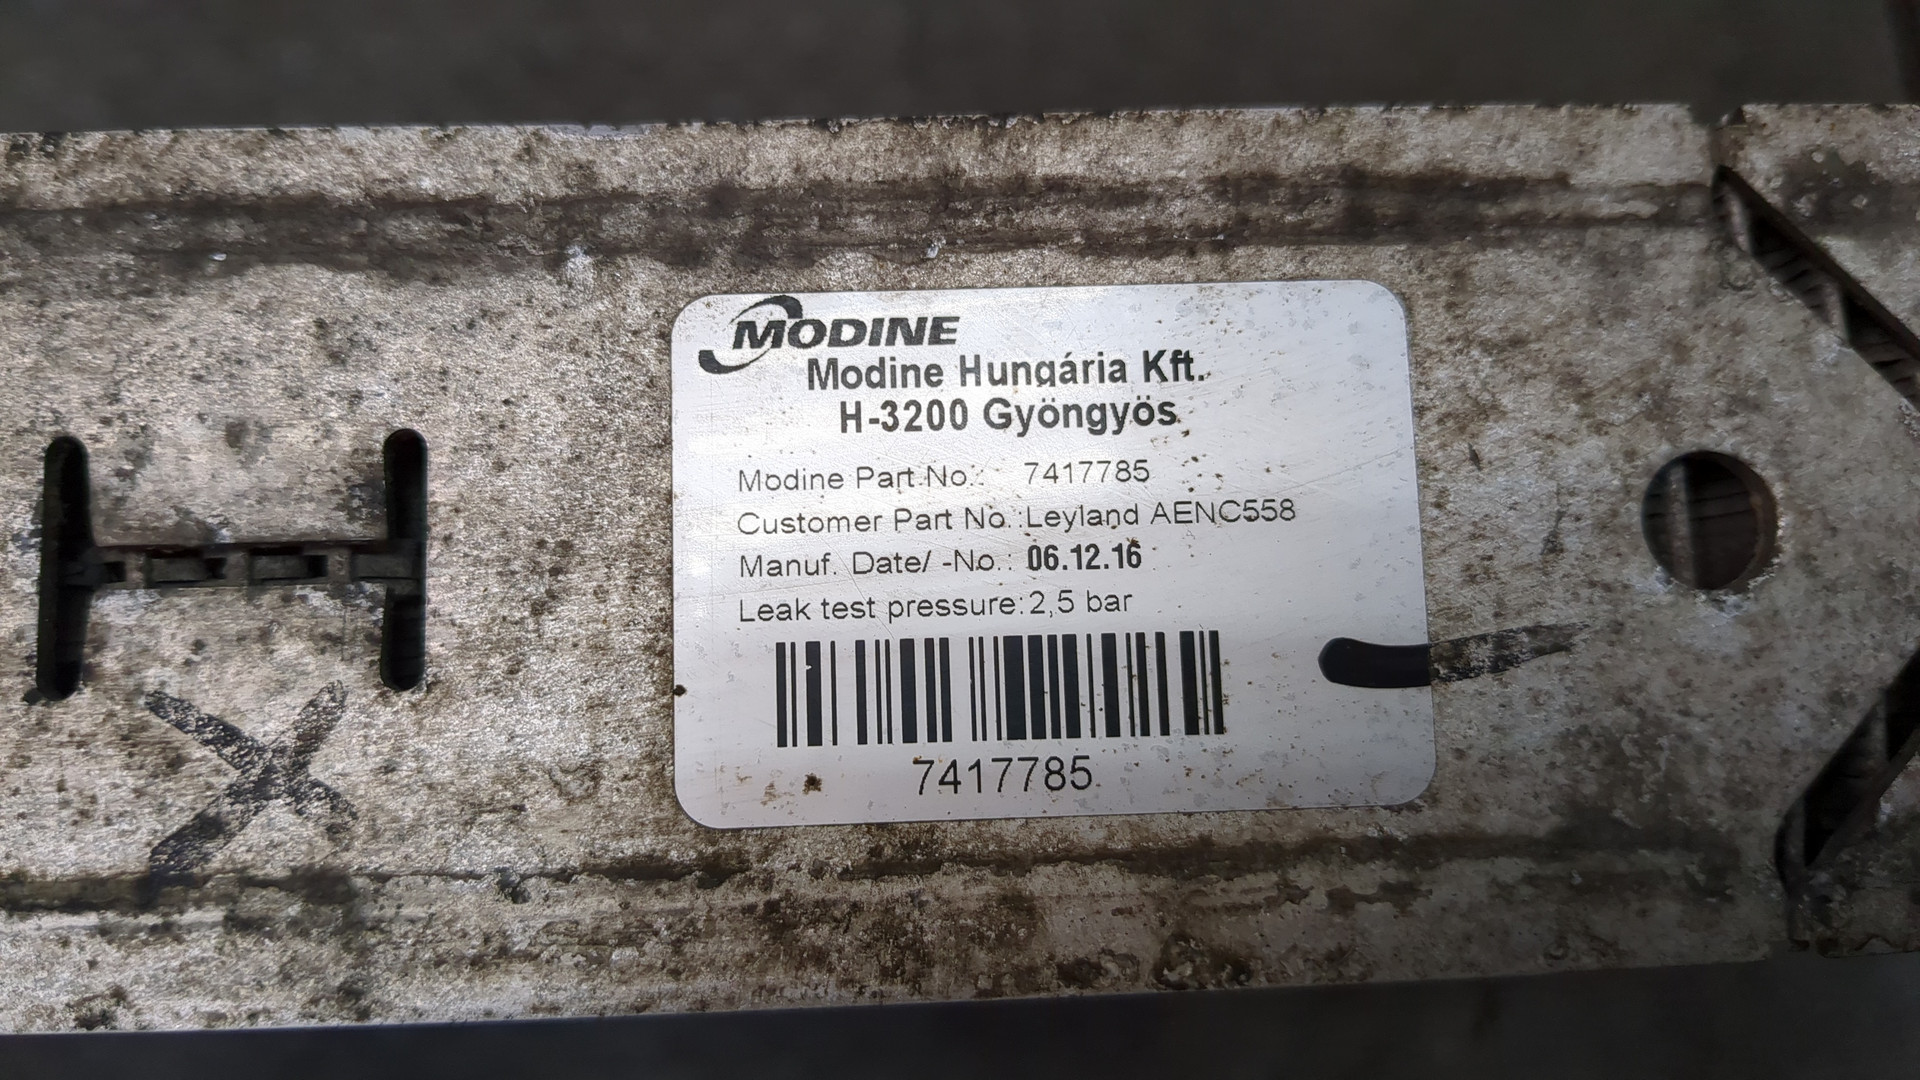 MODINE
Modine Hungária Kft.
H-3200 Gyöngyös
Modine Part No.: 7417785
Customer Part No.:Leyland AENC558
Manuf. Date/ -No.: 06.12.16
Leak test pressure:2,5 bar
7417785
X